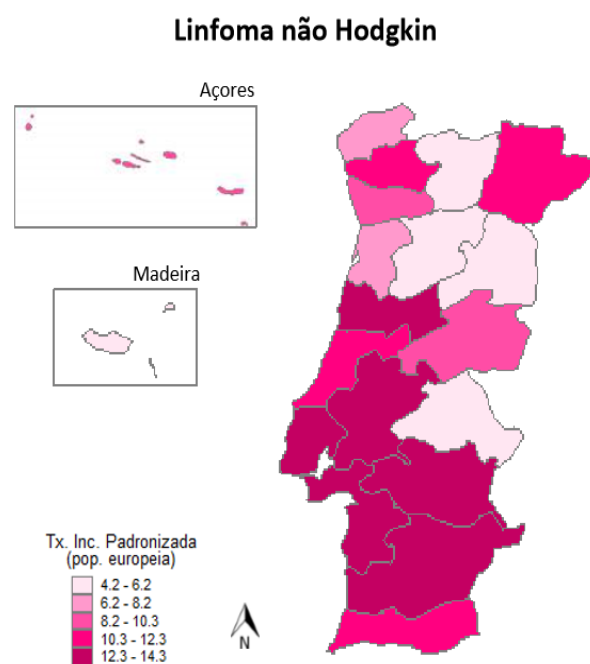 Linfoma não Hodgkin
Açores
Madeira
Tx. Inc. Padronizada
(pop. europeia)
4.2 - 6.2
6.2 - 8.2
8.2 - 10.3
10.3 - 12.3
12.3 - 14.3
N